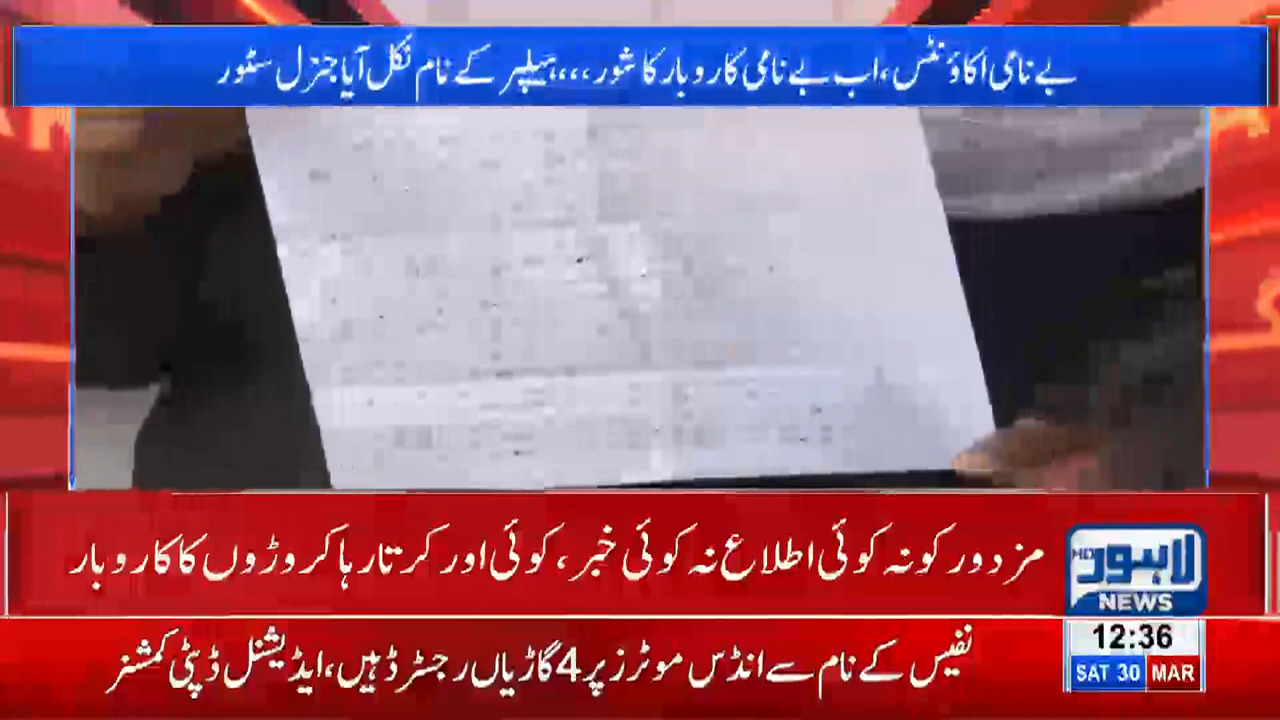 بے نامی اکاؤنٹس،اب بے نامی کاروبار کا شور،،،ہیلپر کے نام نکل آیا جنرل سٹور
مزدور کو نہ کوئی اطلاع نہ کوئی خبر، کوئی اور کرتا رہا کروڑوں کا کاروبار
لاہور
HD
NEWS
12:36
SAT 30 MAR
نفیس کے نام سے انڈس موٹرز پر 4 گاڑیاں رجسٹرڈ ہیں، ایڈیشنل ڈپٹی کمشنر